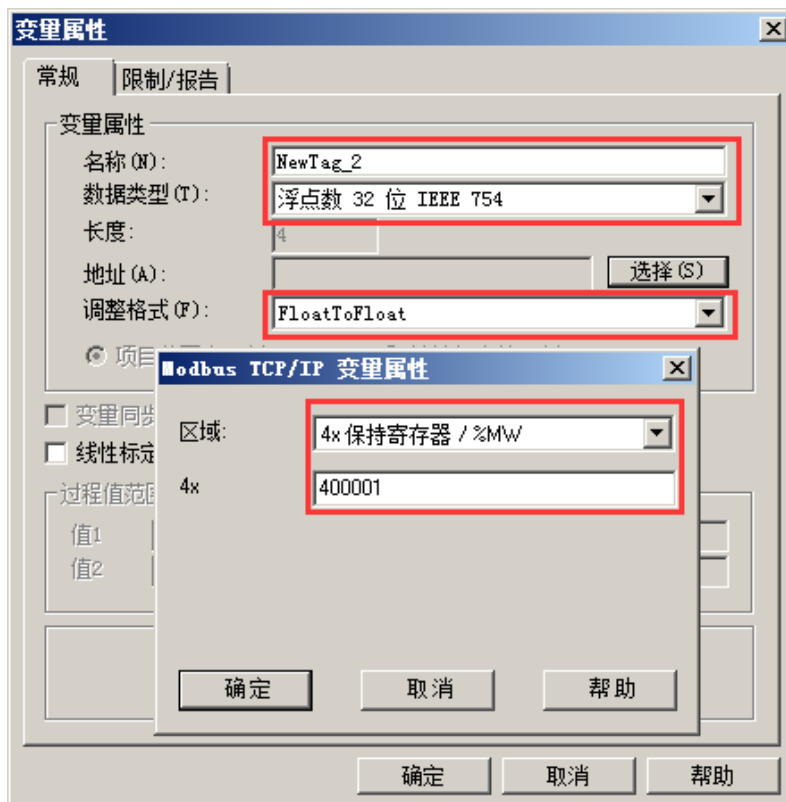 变量属性
常规 限制/报告
变量属性
名称(N): NewTag_2
数据类型(T): 浮点数 32 位 IEEE 754
长度: 4
地址(A): 选择(S)
调整格式(F): FloatToFloat
项目
Modbus TCP/IP 变量属性
变量同步
区域: 4x 保持寄存器 / %MW
线性标定
4x 400001
过程值范围
值1
值2
确定 取消 帮助
确定 取消 帮助